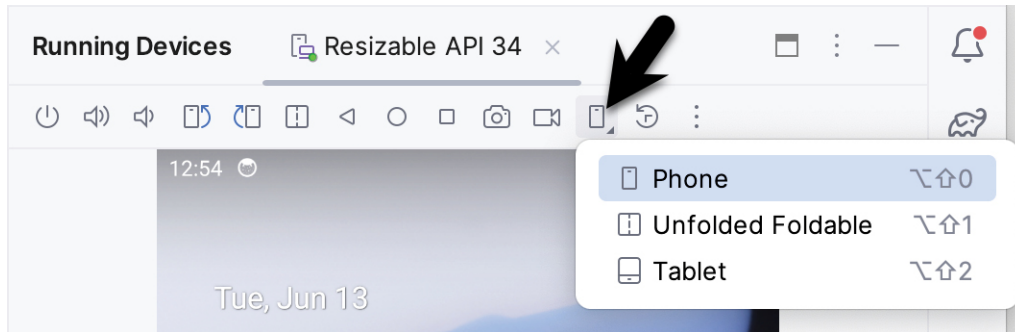 Running Devices Resizable API 34
12:54
Phone ⌥⇧0
Unfolded Foldable ⌥⇧1
Tablet ⌥⇧2
Tue, Jun 13